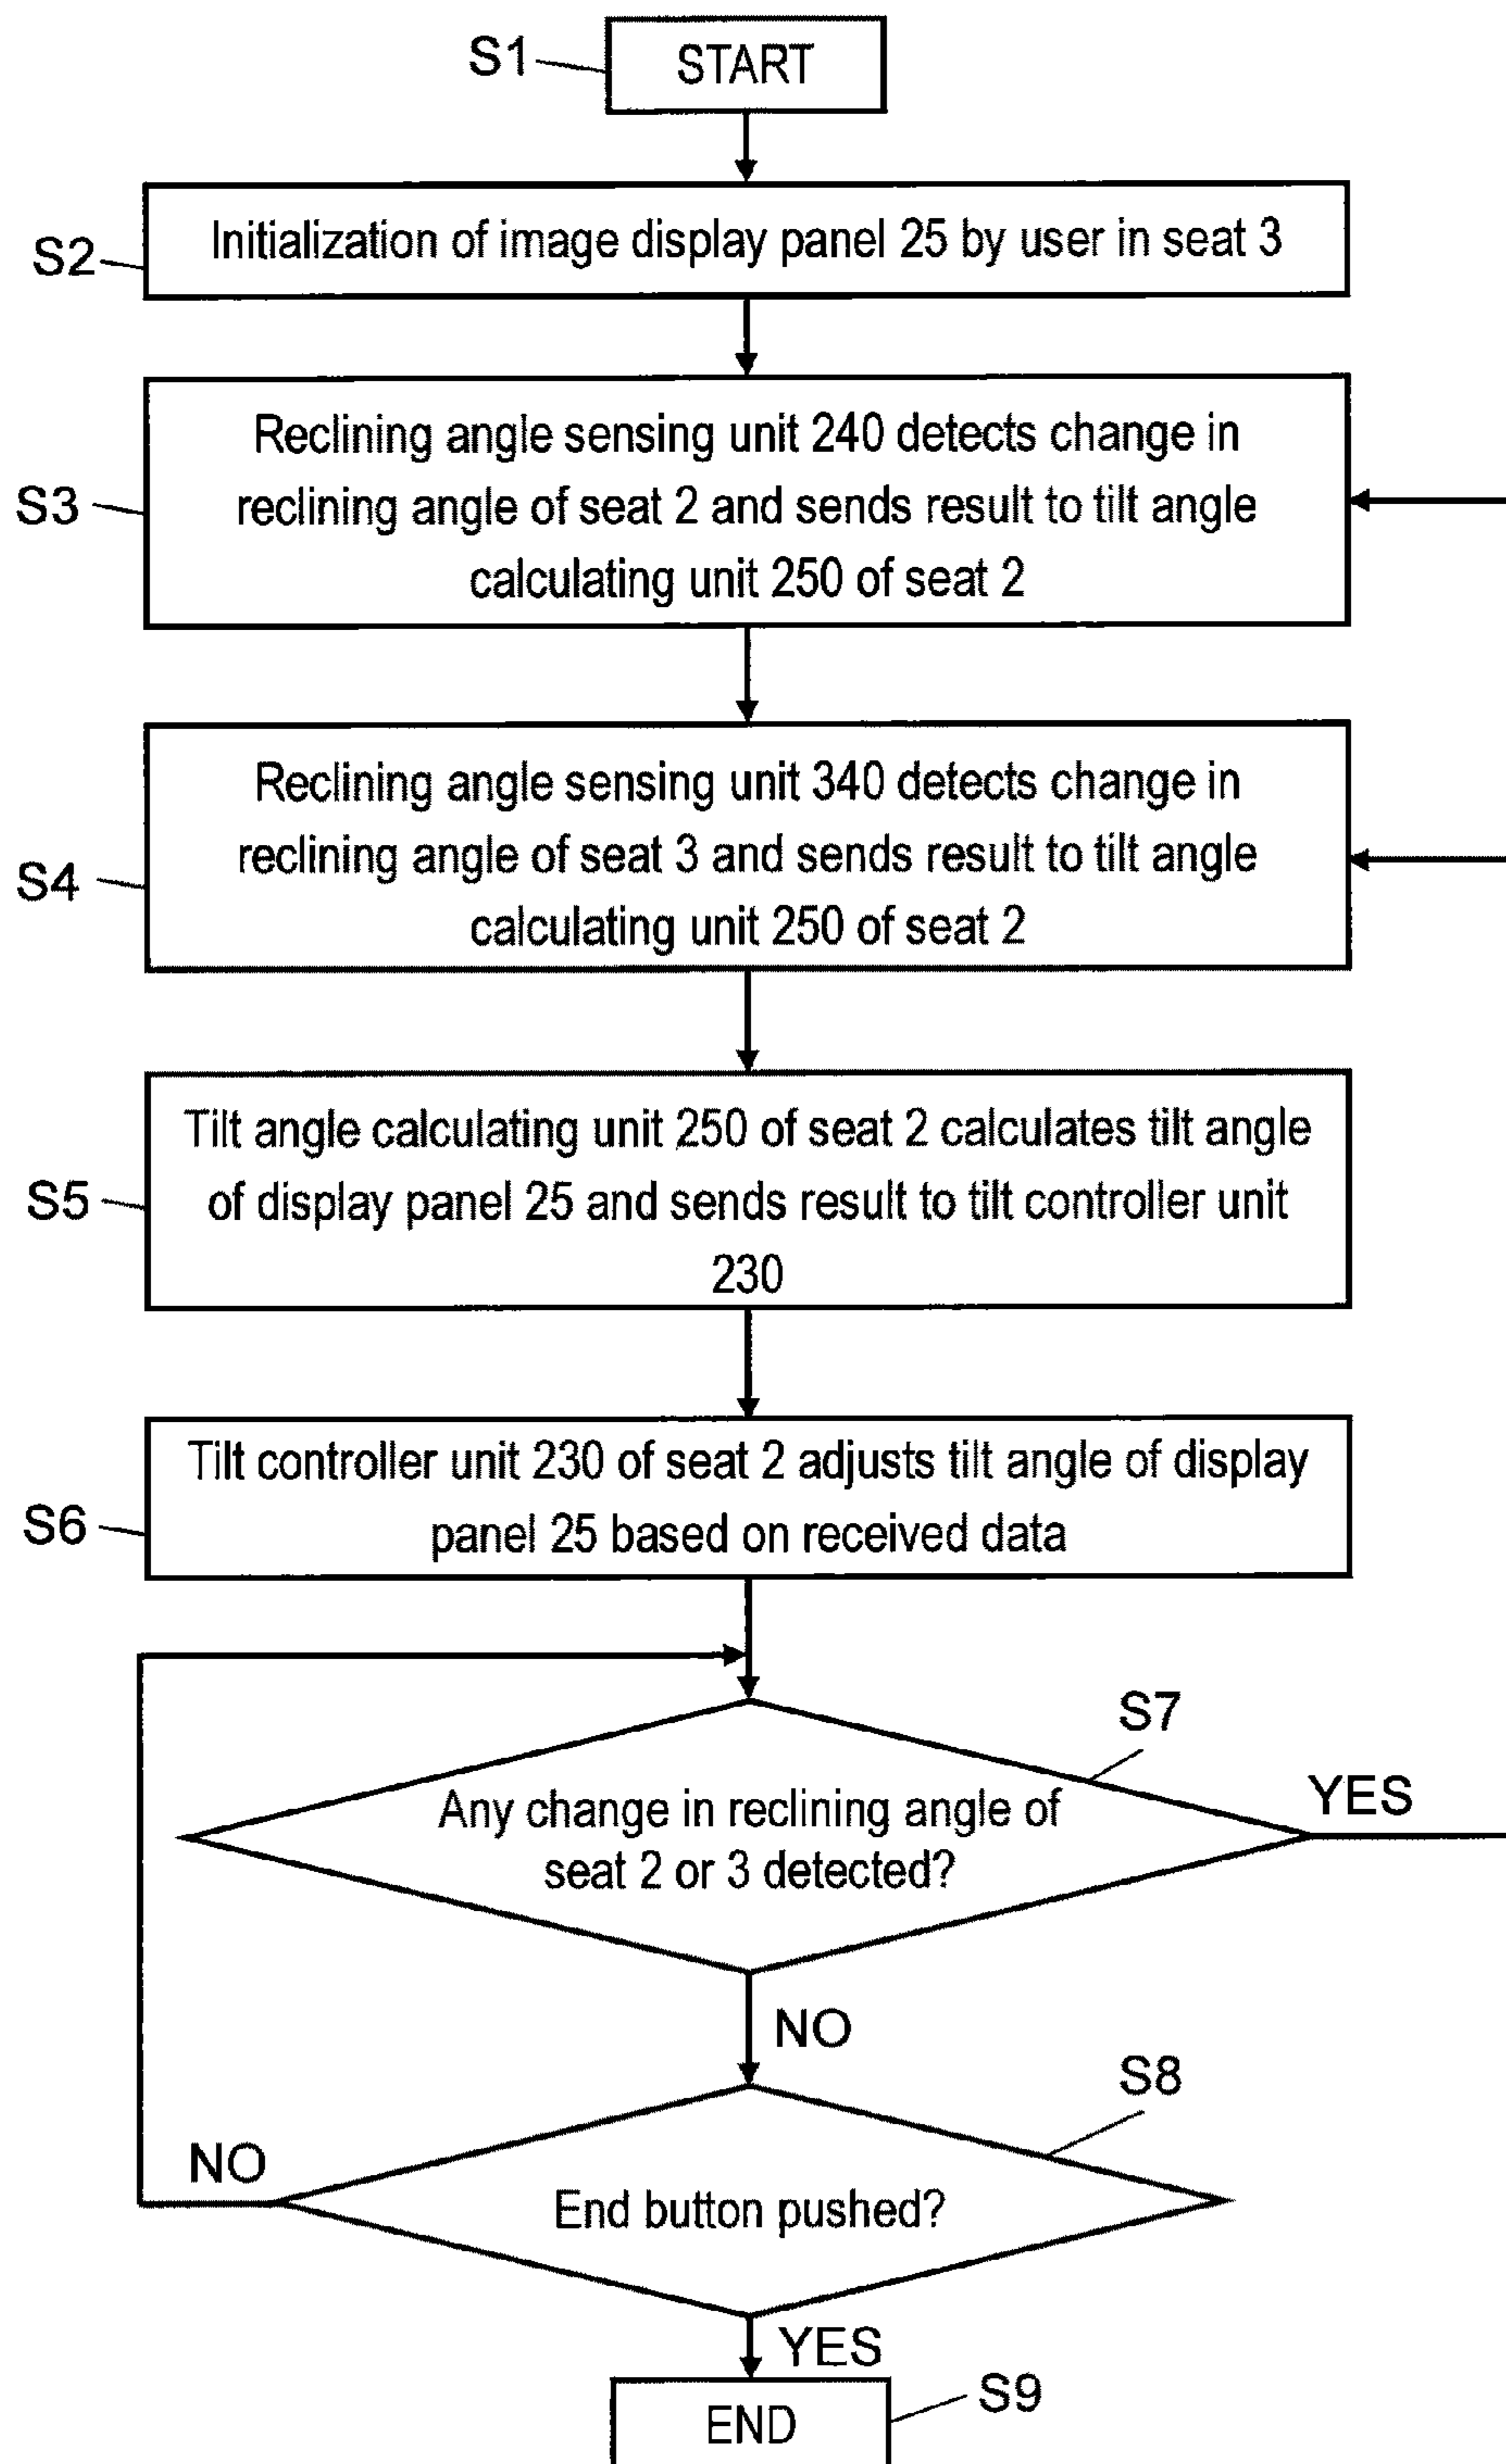 S1
START
S2
Initialization of image display panel 25 by user in seat 3
S3
Reclining angle sensing unit 240 detects change in
reclining angle of seat 2 and sends result to tilt angle
calculating unit 250 of seat 2
S4
Reclining angle sensing unit 340 detects change in
reclining angle of seat 3 and sends result to tilt angle
calculating unit 250 of seat 2
S5
Tilt angle calculating unit 250 of seat 2 calculates tilt angle
of display panel 25 and sends result to tilt controller unit
230
S6
Tilt controller unit 230 of seat 2 adjusts tilt angle of display
panel 25 based on received data
S7
YES
Any change in reclining angle of
seat 2 or 3 detected?
NO
S8
NO
End button pushed?
YES
S9
END